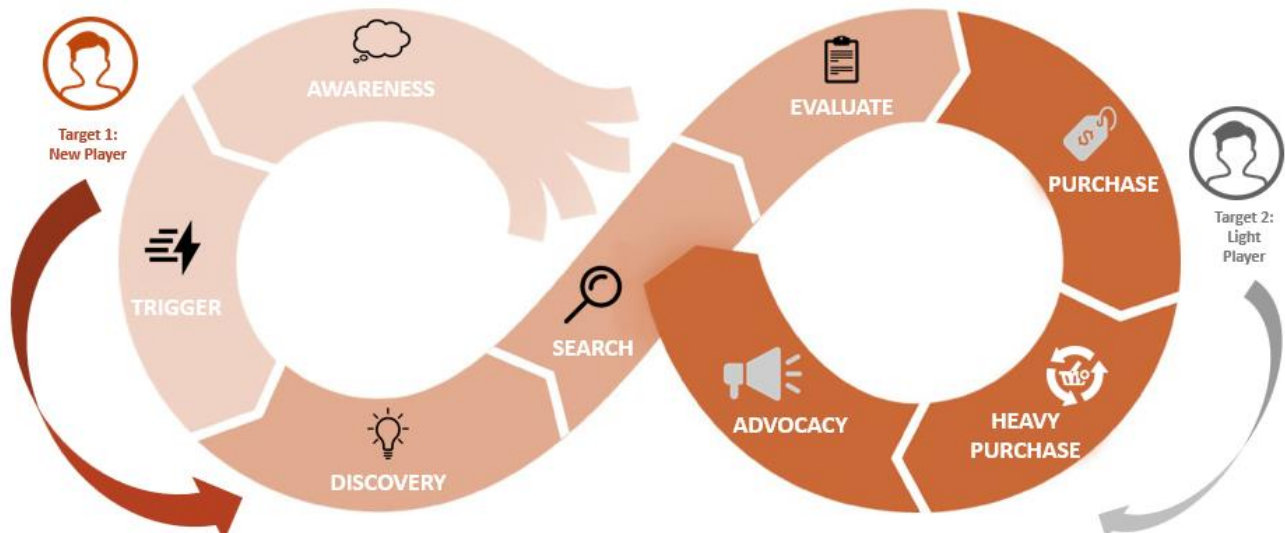 AWARENESS
EVALUATE
Target 1:
New Player
PURCHASE
$
Target 2:
Light
Player
TRIGGER
SEARCH
ADVOCACY
HEAVY
PURCHASE
DISCOVERY